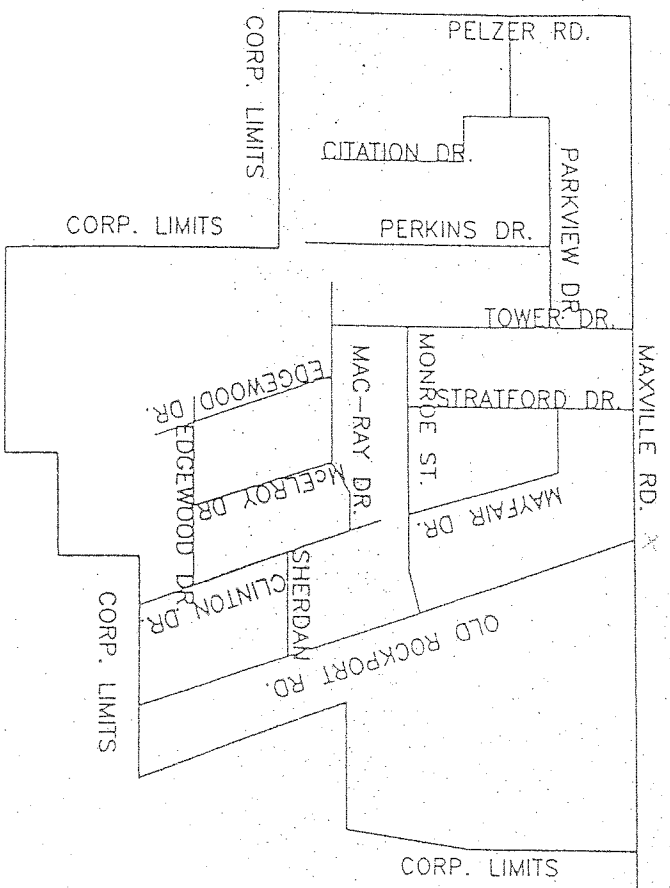 PELZER RD.
CORP. LIMITS
CITATION DR.
PARKVIEW DR.
CORP. LIMITS
PERKINS DR.
TOWER DR.
MAXVILLE RD.
MAC-RAY DR.
MONROE ST.
STRATFORD DR.
EDGEWOOD DR.
EDGEWOOD DR.
McELROY DR.
MAYFAIR DR.
CLINTON DR.
SHERDAN
OLD ROCKPORT RD.
CORP. LIMITS
CORP. LIMITS